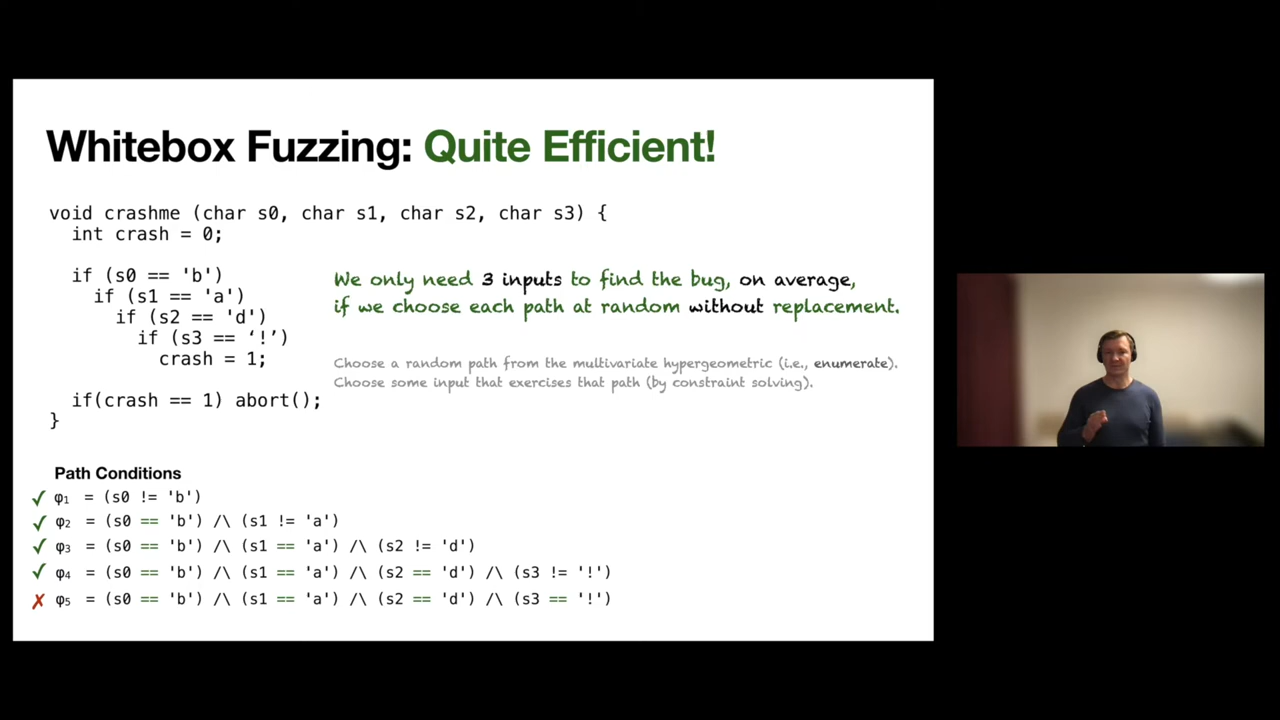 Whitebox Fuzzing: Quite Efficient!
void crashme (char s0, char s1, char s2, char s3) {
int crash = 0;
if (s0 == 'b')
if (s1 == 'a')
if (s2 == 'd')
if (s3 == ‘!’)
crash = 1;
if(crash == 1) abort();
}
We only need 3 inputs to find the bug, on average,
if we choose each path at random without replacement.
Choose a random path from the multivariate hypergeometric (i.e., enumerate).
Choose some input that exercises that path (by constraint solving).
Path Conditions
✓ φ₁ = (s0 != 'b')
✓ φ₂ = (s0 == 'b') /\ (s1 != 'a')
✓ φ₃ = (s0 == 'b') /\ (s1 == 'a') /\ (s2 != 'd')
✓ φ₄ = (s0 == 'b') /\ (s1 == 'a') /\ (s2 == 'd') /\ (s3 != '!')
✗ φ₅ = (s0 == 'b') /\ (s1 == 'a') /\ (s2 == 'd') /\ (s3 == '!')